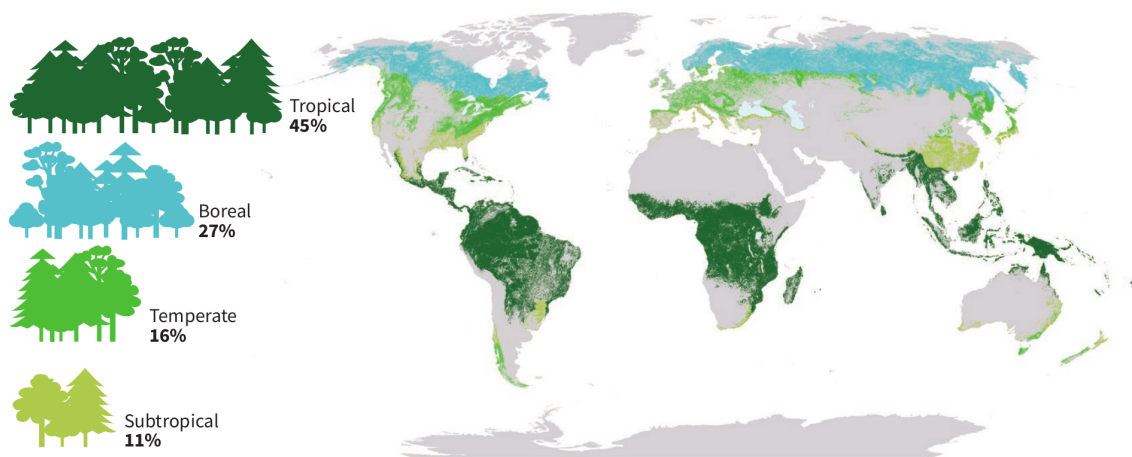 Tropical
45%
Boreal
27%
Temperate
16%
Subtropical
11%